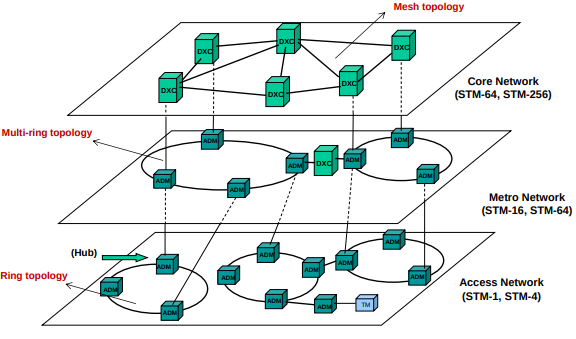 Mesh topology
DXC
DXC
DXC
DXC
DXC
DXC
Core Network
(STM-64, STM-256)
Multi-ring topology
ADM
ADM
ADM
DXC
ADM
ADM
ADM
ADM
Metro Network
(STM-16, STM-64)
(Hub)
ADM
ADM
ADM
ADM
ADM
ADM
ADM
Ring topology
ADM
Access Network
(STM-1, STM-4)
ADM
ADM
ADM
ADM
TM